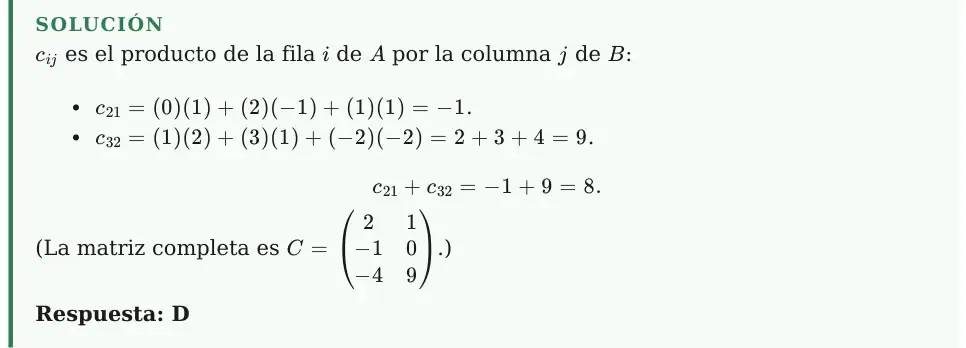 SOLUCIÓN
c_{ij} es el producto de la fila i de A por la columna j de B:
• c_{21} = (0)(1) + (2)(−1) + (1)(1) = −1.
• c_{32} = (1)(2) + (3)(1) + (−2)(−2) = 2 + 3 + 4 = 9.
c_{21} + c_{32} = −1 + 9 = 8.
(La matriz completa es C = \begin{pmatrix} 2 & 1 \\ −1 & 0 \\ −4 & 9 \end{pmatrix}.)
Respuesta: D